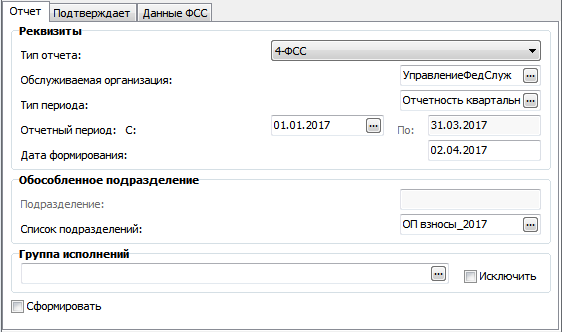 Отчет Подтверждает Данные ФСС
Реквизиты
Тип отчета: 4-ФСС
Обслуживаемая организация: УправлениеФедСлуж ...
Тип периода: Отчетность квартальн ...
Отчетный период: С: 01.01.2017 ... По: 31.03.2017
Дата формирования: 02.04.2017
Обособленное подразделение
Подразделение:
Список подразделений: ОП взносы_2017 ...
Группа исполнений
... Исключить
Сформировать